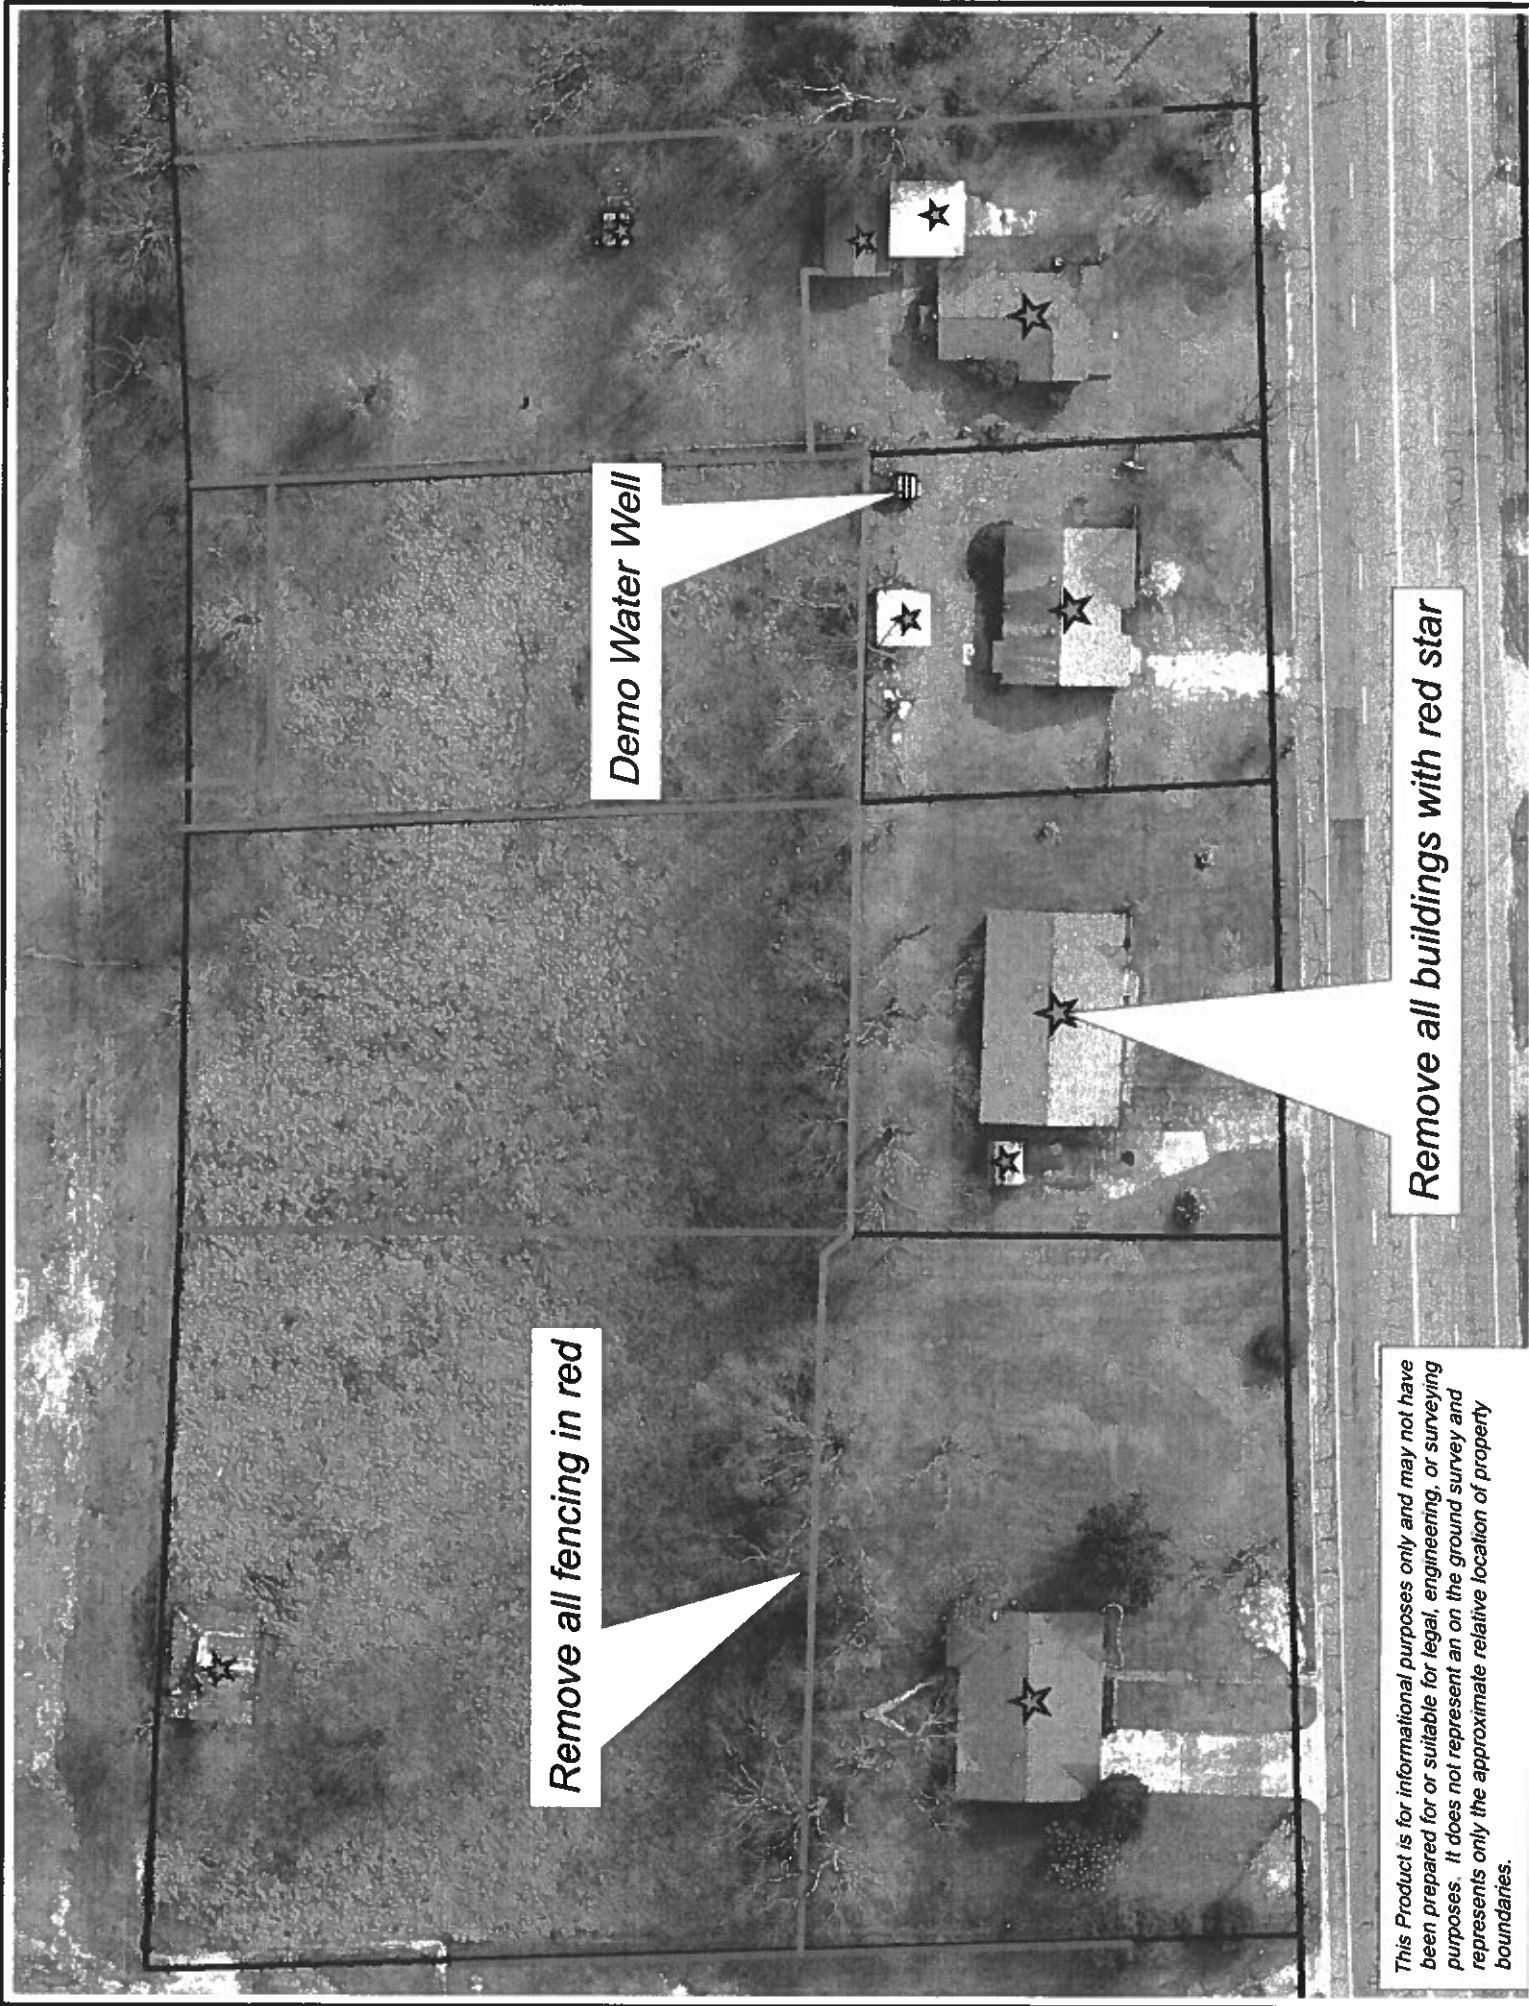 Demo Water Well
Remove all fencing in red
Remove all buildings with red star
This Product is for informational purposes only and may not have
been prepared for or suitable for legal, engineering, or surveying
purposes. It does not represent an on the ground survey and
represents only the approximate relative location of property
boundaries.